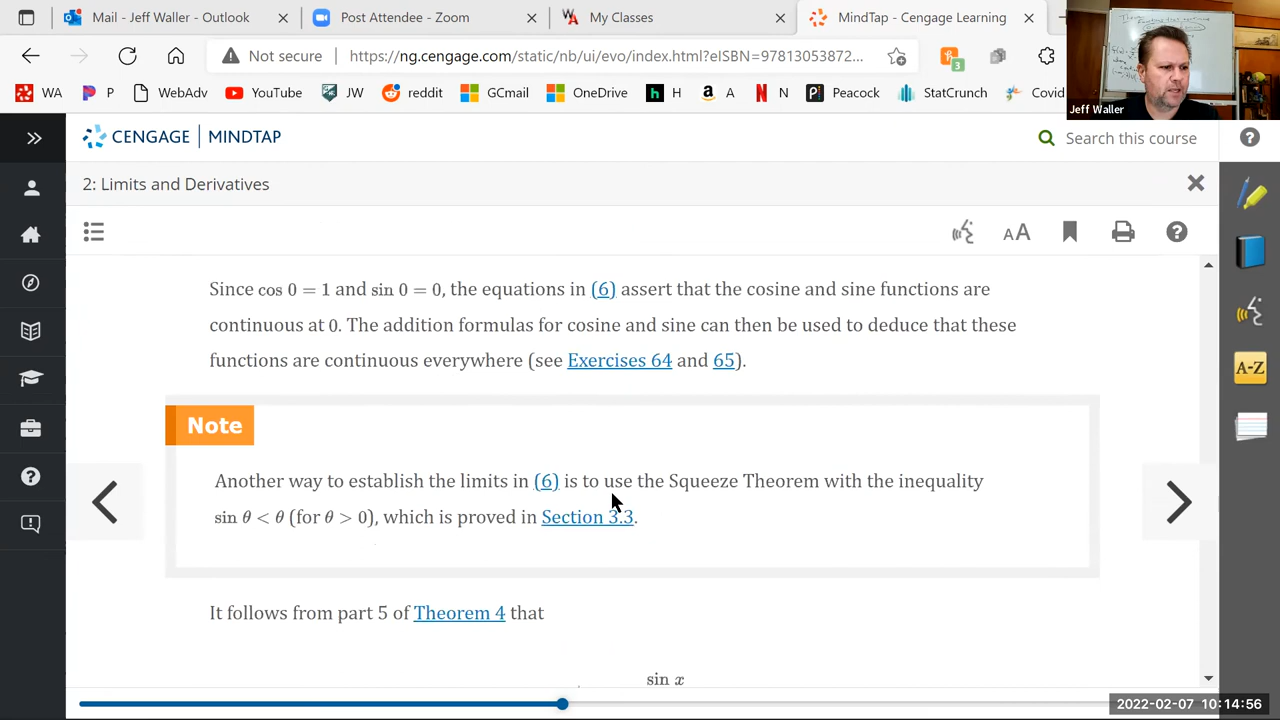 Mail - Jeff Waller - Outlook
Post Attendee - Zoom
My Classes
MindTap - Cengage Learning
Not secure
https://ng.cengage.com/static/nb/ui/evo/index.html?eISBN=97813053872...
3
WA
P
WebAdv
YouTube
JW
reddit
GCmail
OneDrive
H
A
N
Peacock
StatCrunch
Covid
Jeff Waller
CENGAGE | MINDTAP
Search this course
2: Limits and Derivatives
AA
A-Z
Since cos 0 = 1 and sin 0 = 0, the equations in (6) assert that the cosine and sine functions are
continuous at 0. The addition formulas for cosine and sine can then be used to deduce that these
functions are continuous everywhere (see Exercises 64 and 65).
Note
Another way to establish the limits in (6) is to use the Squeeze Theorem with the inequality
sin θ < θ (for θ > 0), which is proved in Section 3.3.
It follows from part 5 of Theorem 4 that
sin x
2022-02-07 10:14:56